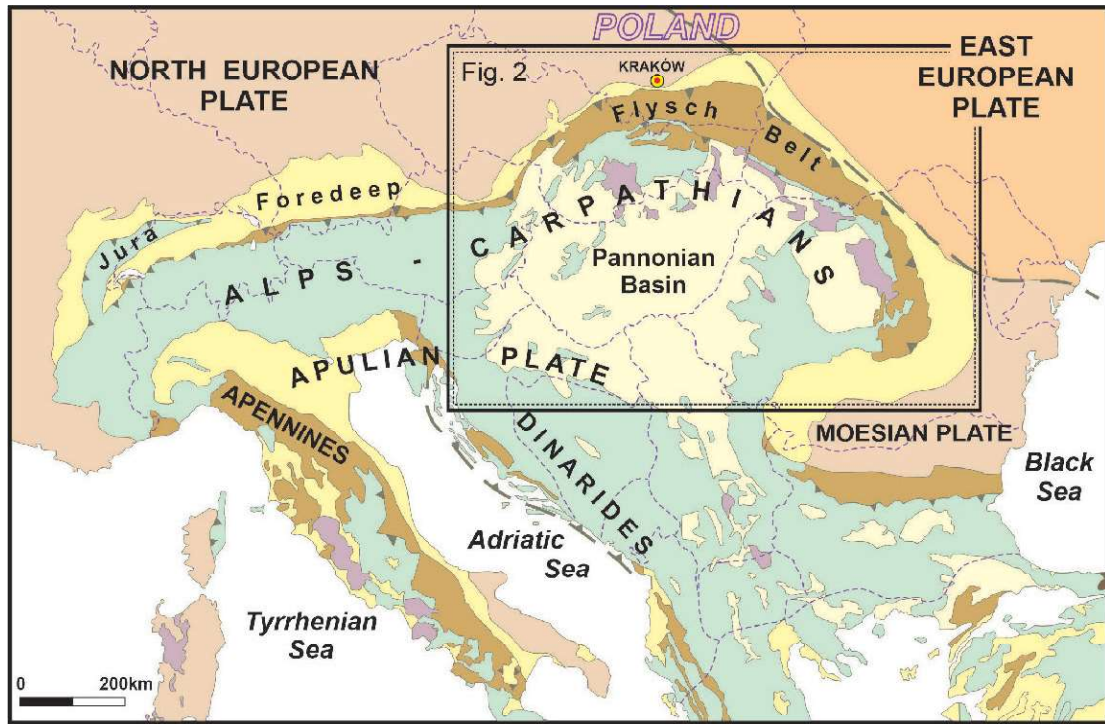 POLAND
EAST
EUROPEAN
PLATE
NORTH EUROPEAN
PLATE
Fig. 2
KRAKÓW
Flysch
Belt
Foredeep
Jura
ALPS - CARPATHIANS
Pannonian
Basin
APULIAN PLATE
APENNINES
DINARIDES
MOESIAN PLATE
Black
Sea
Adriatic
Sea
Tyrrhenian
Sea
0 200km